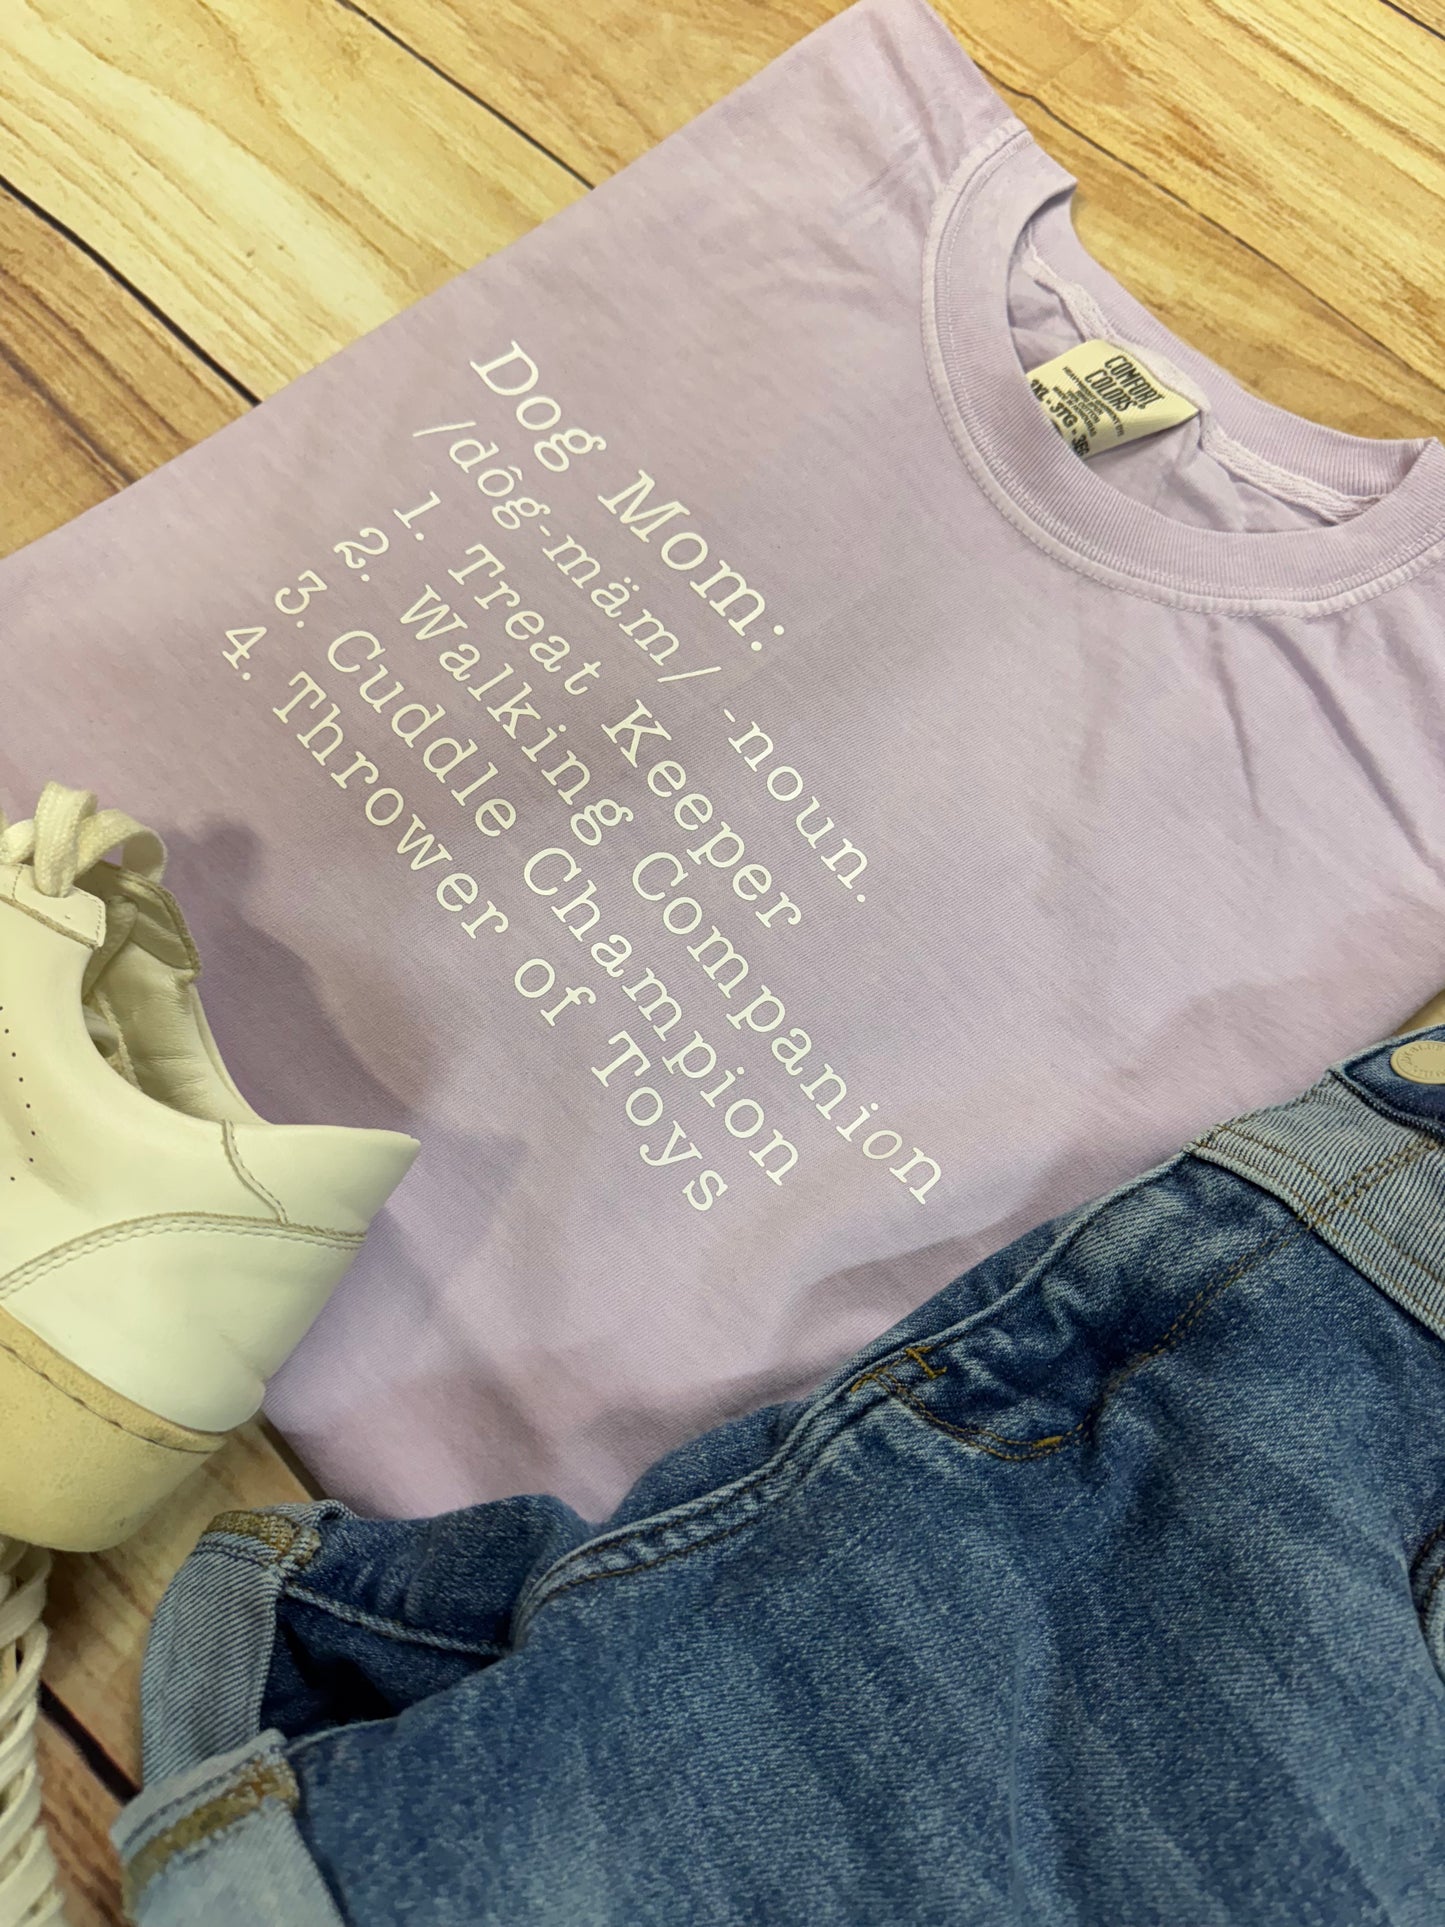 Dog Mom:
/dôg-mäm/ -noun.
1. Treat Keeper
2. Walking Companion
3. Cuddle Champion
4. Thrower of Toys
COMFORT
COLORS